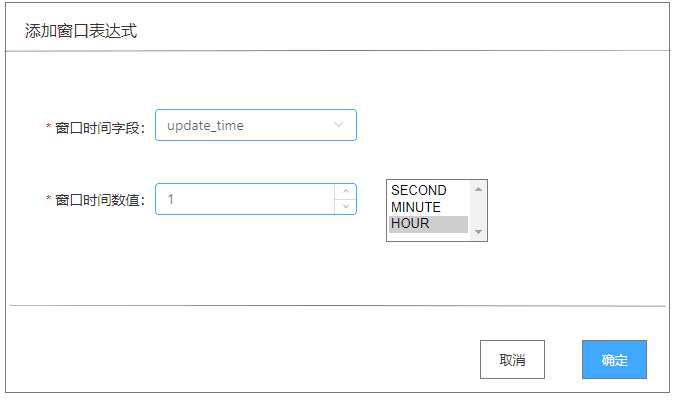 添加窗口表达式
* 窗口时间字段： update_time
* 窗口时间数值： 1
SECOND
MINUTE
HOUR
取消 确定